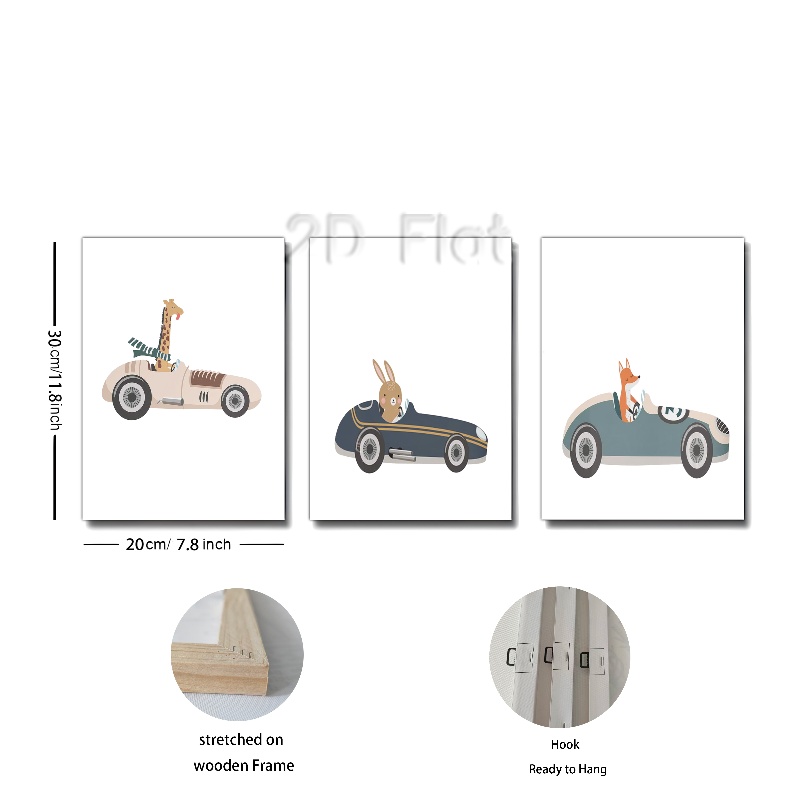 2D Flat
30cm/11.8inch
20cm/ 7.8 inch
stretched on
wooden Frame
Hook
Ready to Hang